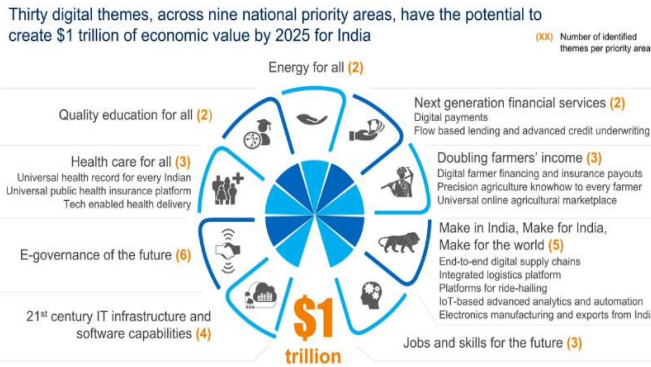 Thirty digital themes, across nine national priority areas, have the potential to
create $1 trillion of economic value by 2025 for India
(XX) Number of identified
themes per priority area
Energy for all (2)
Quality education for all (2)
Next generation financial services (2)
Digital payments
Flow based lending and advanced credit underwriting
Health care for all (3)
Universal health record for every Indian
Universal public health insurance platform
Tech enabled health delivery
Doubling farmers' income (3)
Digital farmer financing and insurance payouts
Precision agriculture knowhow to every farmer
Universal online agricultural marketplace
E-governance of the future (6)
Make in India, Make for India,
Make for the world (5)
End-to-end digital supply chains
Integrated logistics platform
Platforms for ride-hailing
IoT-based advanced analytics and automation
Electronics manufacturing and exports from Indi
21st century IT infrastructure and
software capabilities (4)
$1
trillion
Jobs and skills for the future (3)